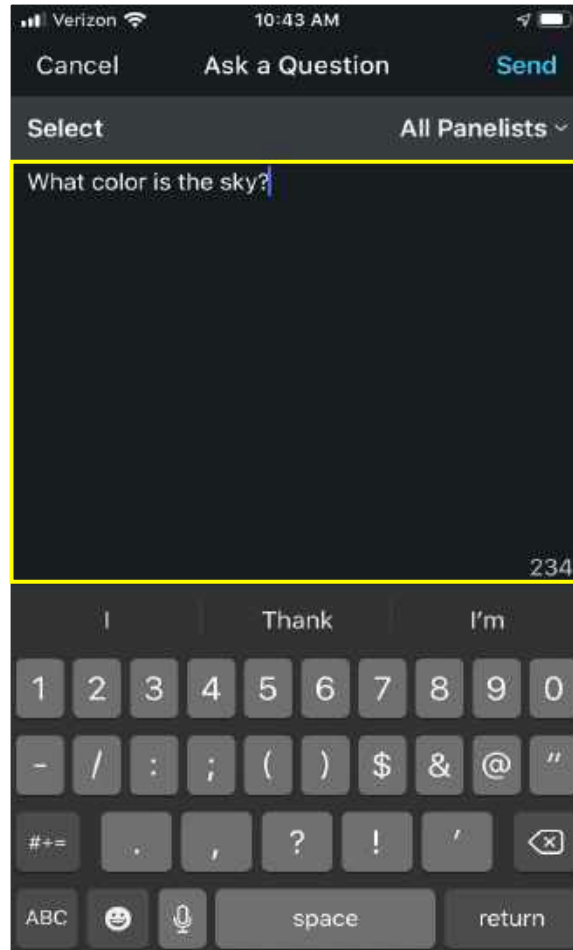 Verizon 10:43 AM
Cancel Ask a Question Send
Select All Panelists
What color is the sky?
234
I Thank I'm
1 2 3 4 5 6 7 8 9 0
- / : ; ( ) $ & @ "
#+= . , ? ! '
ABC space return